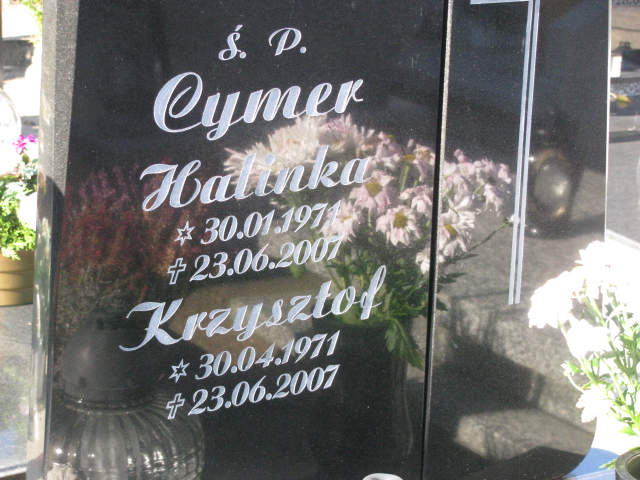 Ś. P.
Cymer
Halinka
☆ 30.01.1971
✝ 23.06.2007
Krzysztof
☆ 30.04.1971
✝ 23.06.2007